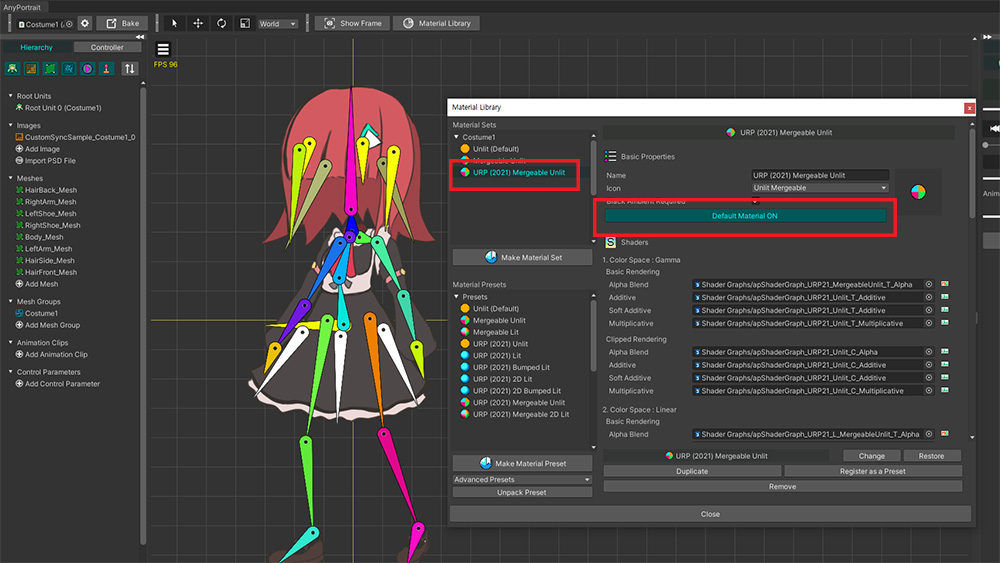 AnyPortrait
Costume1 (
Bake
World
Show Frame
Material Library
Hierarchy
Controller
FPS 96
Root Units
Root Unit 0 (Costume1)
Images
CustomSyncSample_Costume1_0
Add Image
Import PSD File
Meshes
HairBack_Mesh
RightArm_Mesh
LeftShoe_Mesh
RightShoe_Mesh
Body_Mesh
LeftArm_Mesh
HairSide_Mesh
HairFront_Mesh
Add Mesh
Mesh Groups
Costume1
Add Mesh Group
Animation Clips
Add Animation Clip
Control Parameters
Add Control Parameter
Material Library
x
Material Sets
Costume1
Unlit (Default)
Mergeable Unlit
URP (2021) Mergeable Unlit
Make Material Set
Material Presets
Presets
Unlit (Default)
Mergeable Unlit
Mergeable Lit
URP (2021) Unlit
URP (2021) Lit
URP (2021) Bumped Lit
URP (2021) 2D Lit
URP (2021) 2D Bumped Lit
URP (2021) Mergeable Unlit
URP (2021) Mergeable 2D Lit
Make Material Preset
Advanced Presets
Unpack Preset
URP (2021) Mergeable Unlit
Basic Properties
Name URP (2021) Mergeable Unlit
Icon Unlit Mergeable
Black Ambient Required
Default Material ON
S Shaders
1. Color Space : Gamma
Basic Rendering
Alpha Blend Shader Graphs/apShaderGraph_URP21_MergeableUnlit_T_Alpha
Additive Shader Graphs/apShaderGraph_URP21_Unlit_T_Additive
Soft Additive Shader Graphs/apShaderGraph_URP21_Unlit_T_Additive
Multiplicative Shader Graphs/apShaderGraph_URP21_Unlit_T_Multiplicative
Clipped Rendering
Alpha Blend Shader Graphs/apShaderGraph_URP21_Unlit_C_Alpha
Additive Shader Graphs/apShaderGraph_URP21_Unlit_C_Additive
Soft Additive Shader Graphs/apShaderGraph_URP21_Unlit_C_Additive
Multiplicative Shader Graphs/apShaderGraph_URP21_Unlit_C_Multiplicative
2. Color Space : Linear
Basic Rendering
Alpha Blend Shader Graphs/apShaderGraph_URP21_L_MergeableUnlit_T_Alpha
URP (2021) Mergeable Unlit
Change
Restore
Duplicate
Register as a Preset
Remove
Close
Anim